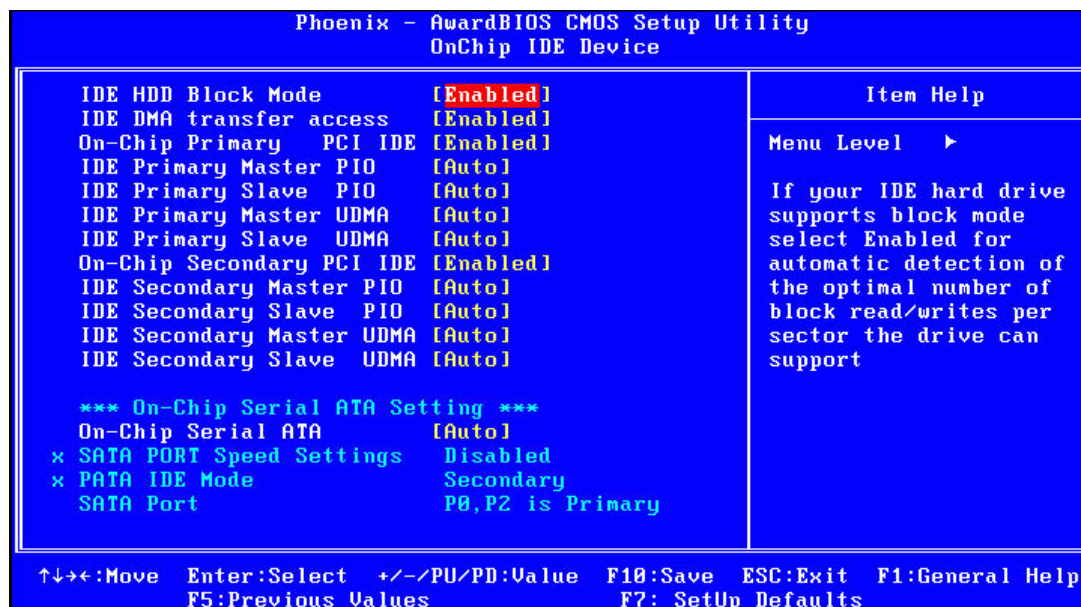 Phoenix - AwardBIOS CMOS Setup Utility
OnChip IDE Device
IDE HDD Block Mode [Enabled]
IDE DMA transfer access [Enabled]
On-Chip Primary PCI IDE [Enabled]
IDE Primary Master PIO [Auto]
IDE Primary Slave PIO [Auto]
IDE Primary Master UDMA [Auto]
IDE Primary Slave UDMA [Auto]
On-Chip Secondary PCI IDE [Enabled]
IDE Secondary Master PIO [Auto]
IDE Secondary Slave PIO [Auto]
IDE Secondary Master UDMA [Auto]
IDE Secondary Slave UDMA [Auto]
*** On-Chip Serial ATA Setting ***
On-Chip Serial ATA [Auto]
x SATA PORT Speed Settings Disabled
x PATA IDE Mode Secondary
SATA Port P0,P2 is Primary
Item Help
Menu Level ►
If your IDE hard drive
supports block mode
select Enabled for
automatic detection of
the optimal number of
block read/writes per
sector the drive can
support
↑↓→←:Move Enter:Select +/-/PU/PD:Value F10:Save ESC:Exit F1:General Help
F5:Previous Values F7: SetUp Defaults